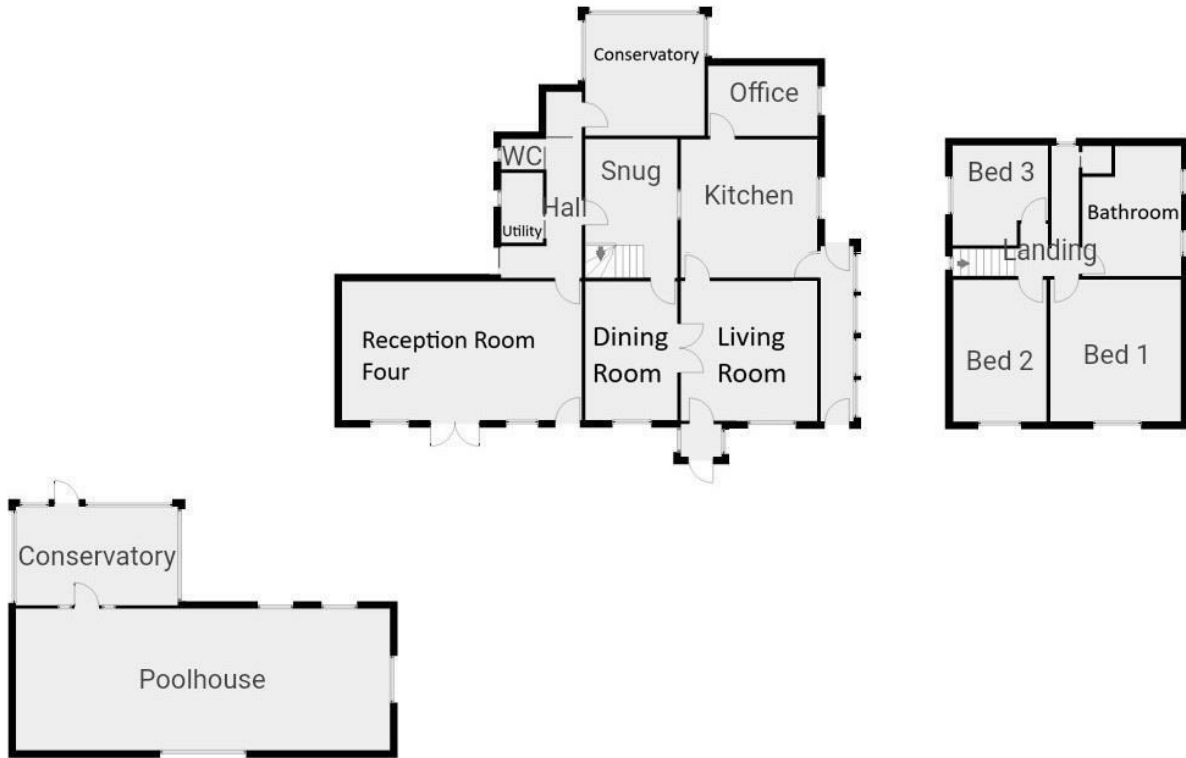 Conservatory
Office
WC
Snug
Kitchen
Hall
Utility
Reception Room
Four
Dining
Room
Living
Room
Bed 3
Bathroom
Landing
Bed 2
Bed 1
Conservatory
Poolhouse